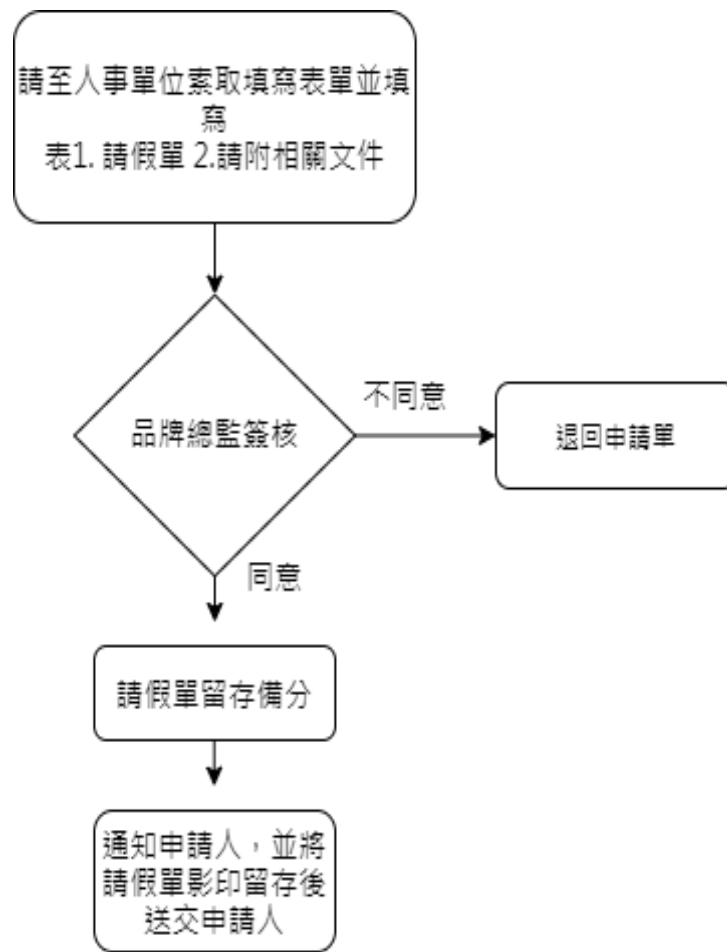 請至人事單位索取填寫表單並填
寫
表1. 請假單 2.請附相關文件
品牌總監簽核
不同意
退回申請單
同意
請假單留存備分
通知申請人，並將
請假單影印留存後
送交申請人